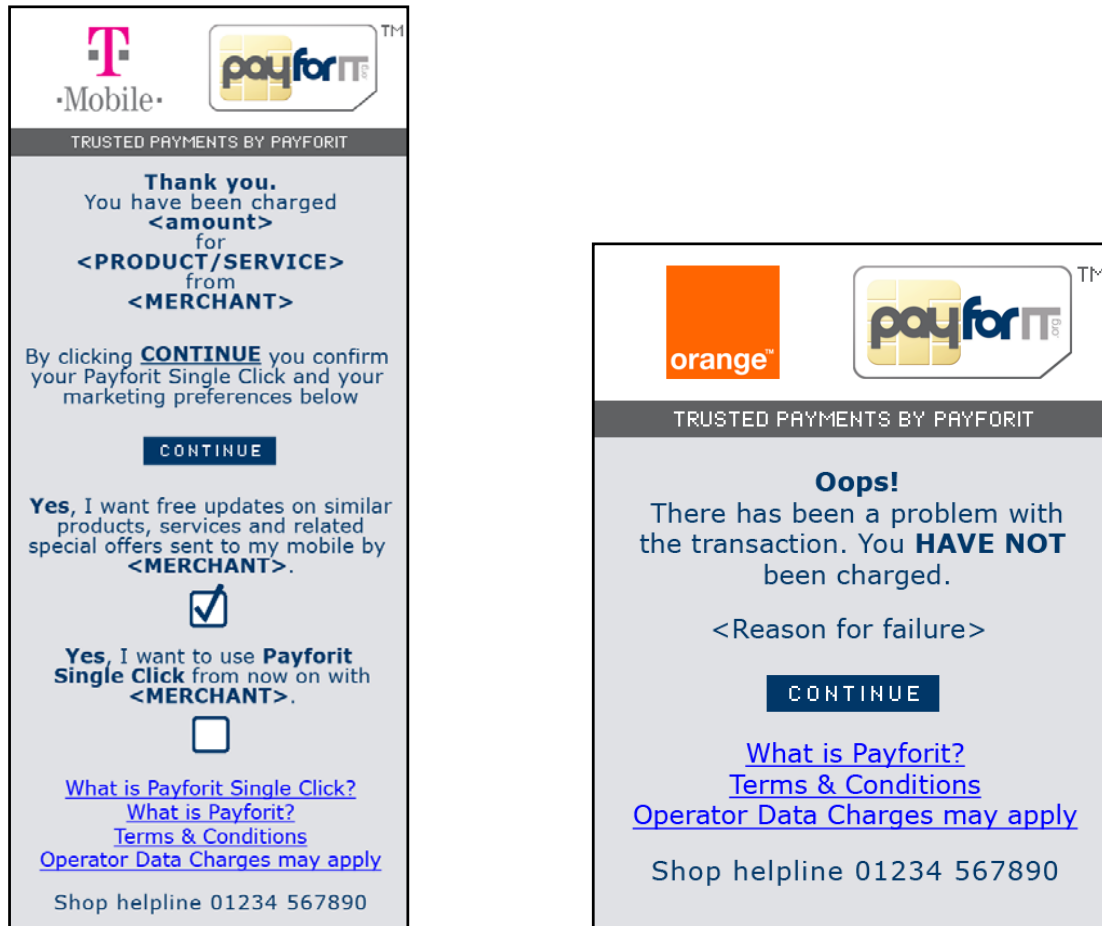 T
·Mobile·
payforIT.org
TM
TRUSTED PAYMENTS BY PAYFORIT
Thank you.
You have been charged
<amount>
for
<PRODUCT/SERVICE>
from
<MERCHANT>
By clicking CONTINUE you confirm
your Payforit Single Click and your
marketing preferences below
CONTINUE
Yes, I want free updates on similar
products, services and related
special offers sent to my mobile by
<MERCHANT>.
Yes, I want to use Payforit
Single Click from now on with
<MERCHANT>.
What is Payforit Single Click?
What is Payforit?
Terms & Conditions
Operator Data Charges may apply
Shop helpline 01234 567890
orange™
payforIT.org
TM
TRUSTED PAYMENTS BY PAYFORIT
Oops!
There has been a problem with
the transaction. You HAVE NOT
been charged.
<Reason for failure>
CONTINUE
What is Payforit?
Terms & Conditions
Operator Data Charges may apply
Shop helpline 01234 567890